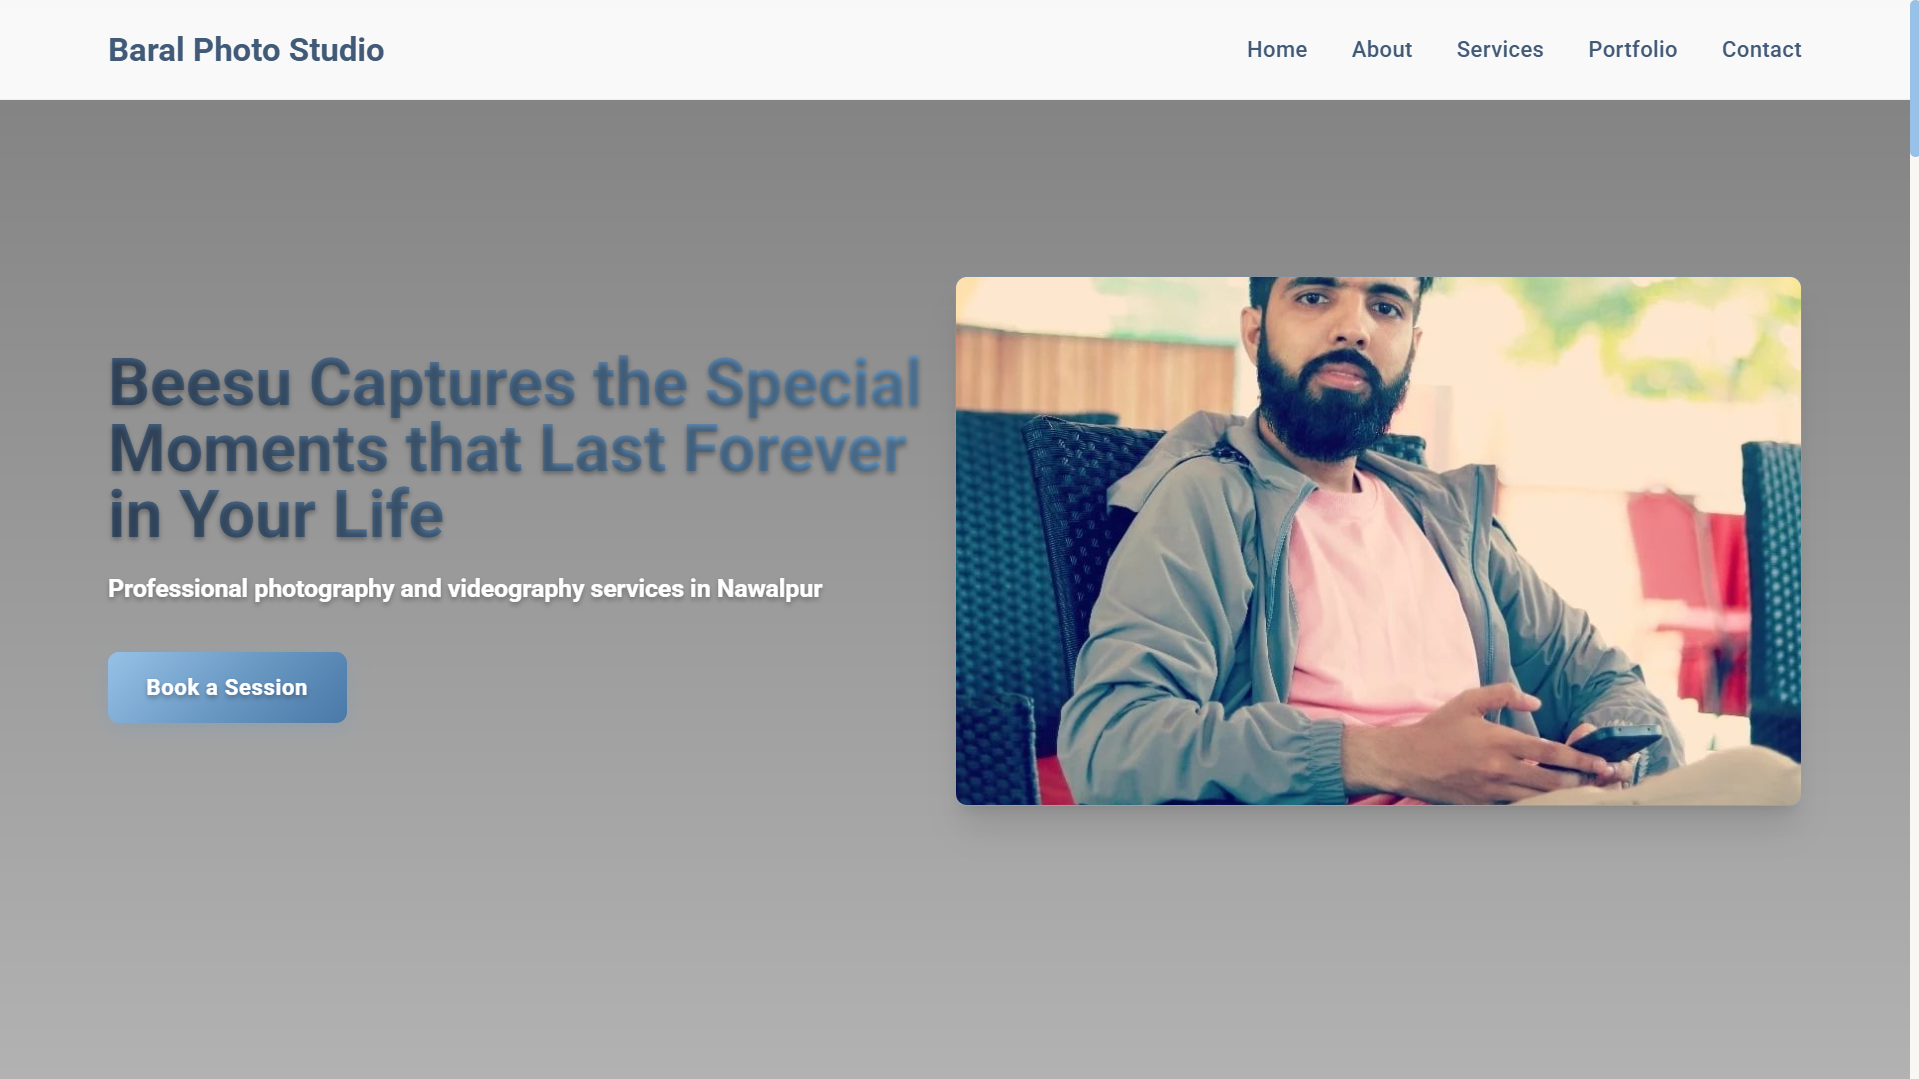 Baral Photo Studio
Home About Services Portfolio Contact
Beesu Captures the Special
Moments that Last Forever
in Your Life
Professional photography and videography services in Nawalpur
Book a Session